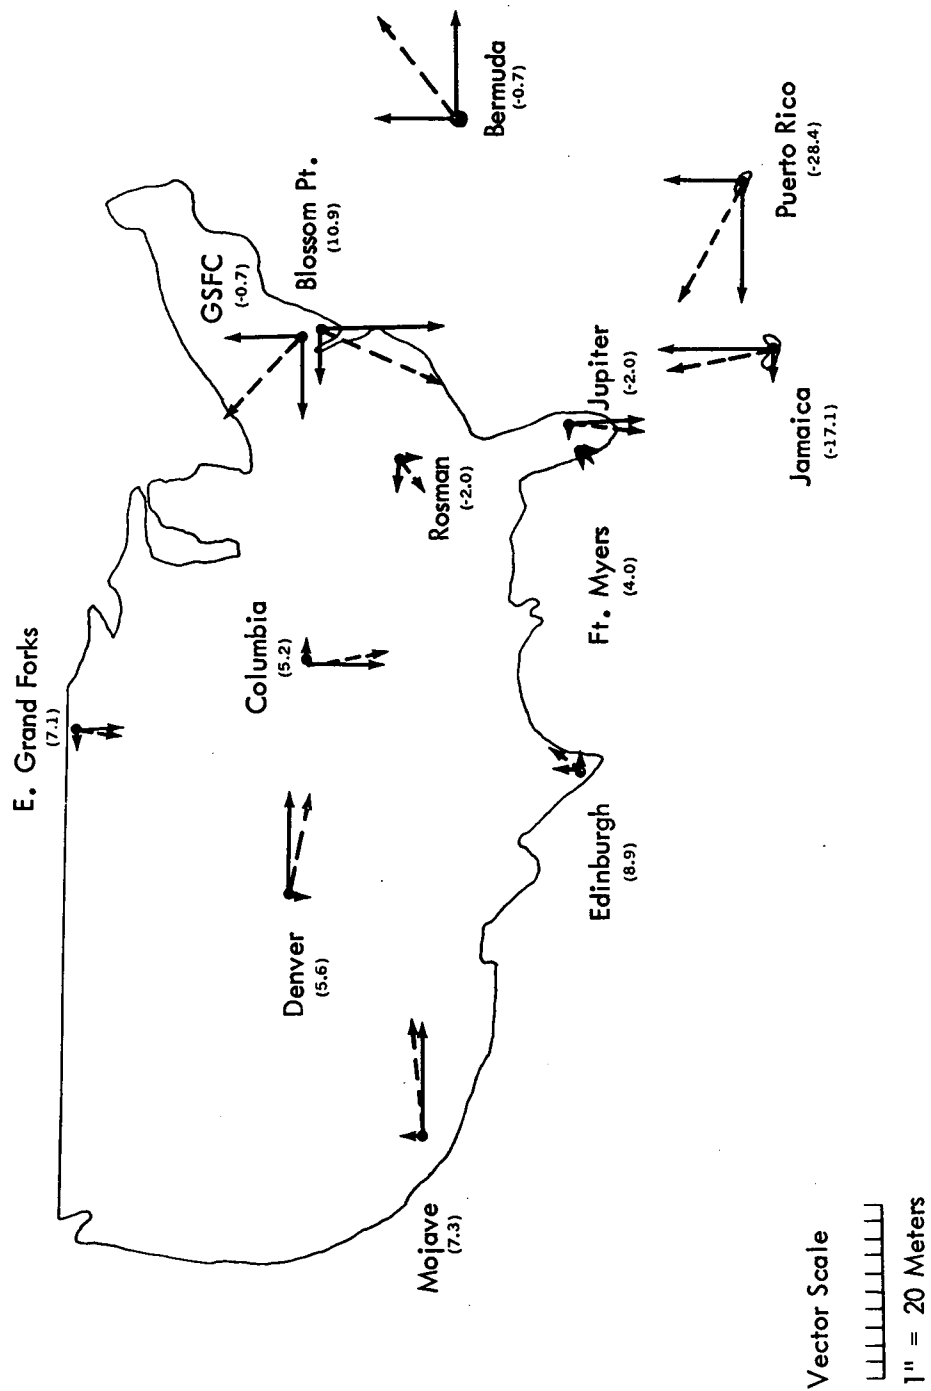 E. Grand Forks
(7.1)
GSFC
(-0.7)
Blossom Pt.
(10.9)
Bermuda
(-0.7)
Columbia
(5.2)
Denver
(5.6)
Rosman
(-2.0)
Mojave
(7.3)
Jupiter
(-2.0)
Ft. Myers
(4.0)
Edinburgh
(8.9)
Puerto Rico
(-28.4)
Jamaica
(-17.1)
Vector Scale
1" = 20 Meters